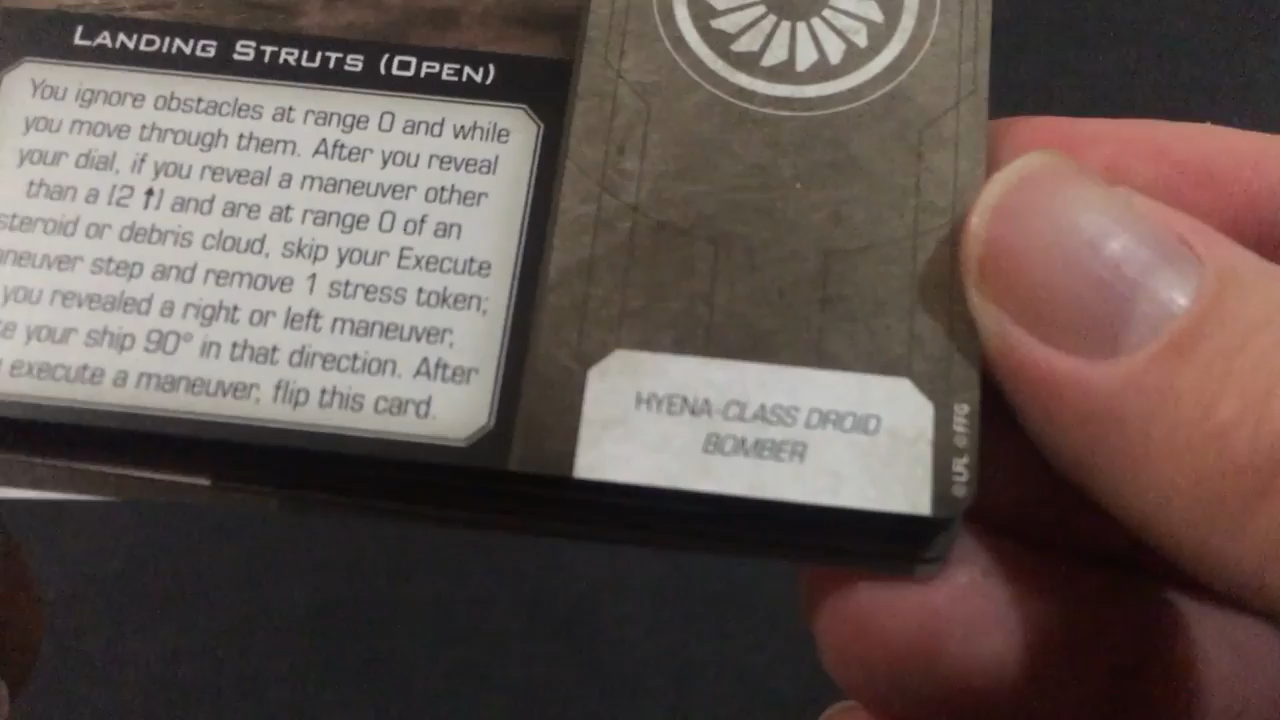 LANDING STRUTS (OPEN)
You ignore obstacles at range 0 and while
you move through them. After you reveal
your dial, if you reveal a maneuver other
than a [2 ⬆] and are at range 0 of an
steroid or debris cloud, skip your Execute
neuver step and remove 1 stress token;
you revealed a right or left maneuver,
e your ship 90° in that direction. After
execute a maneuver, flip this card.
HYENA-CLASS DROID
BOMBER
©LFL ©FFG